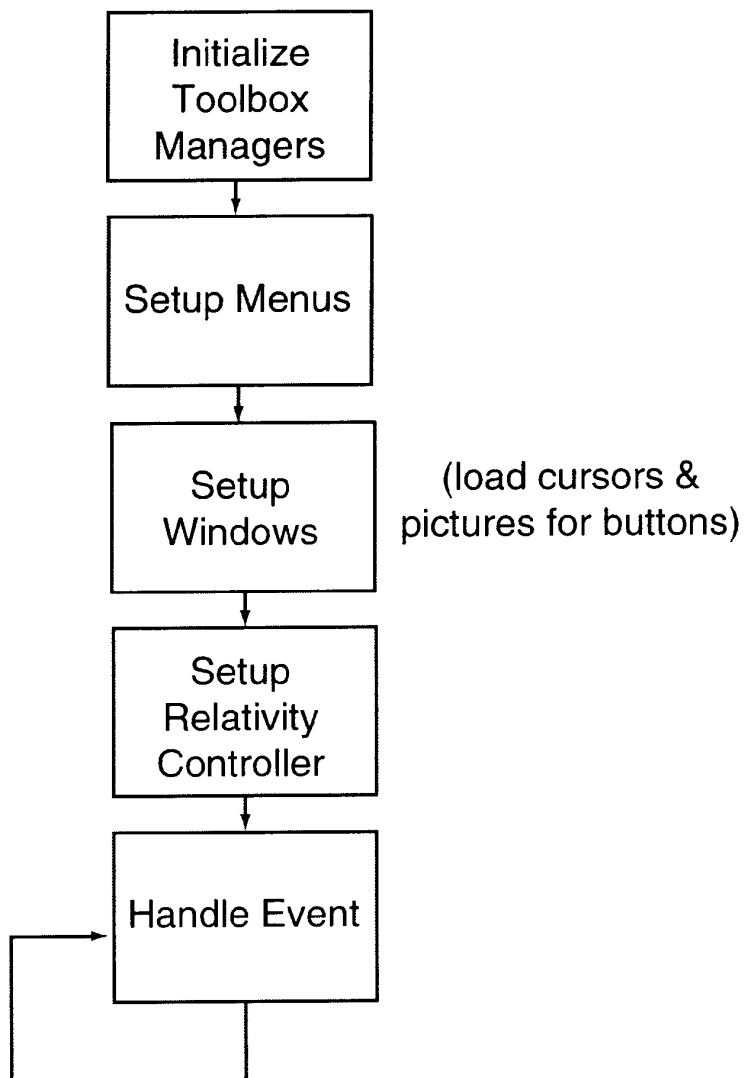 Initialize
Toolbox
Managers
Setup Menus
Setup
Windows
(load cursors &
pictures for buttons)
Setup
Relativity
Controller
Handle Event